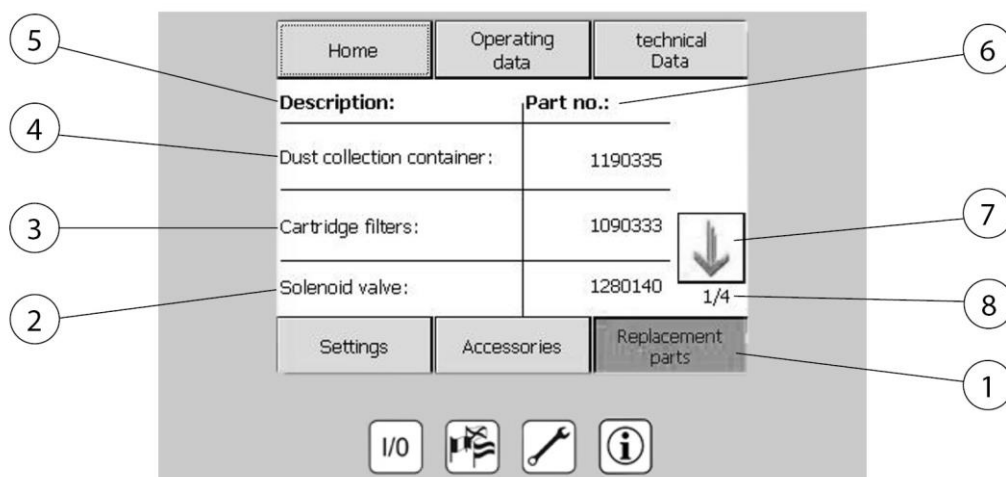 5
Home
Operating
data
technical
Data
6
Description:
Part no.:
4
Dust collection container:
1190335
3
Cartridge filters:
1090333
7
2
Solenoid valve:
1280140
1/4
8
Settings
Accessories
Replacement
parts
1
I/0
i